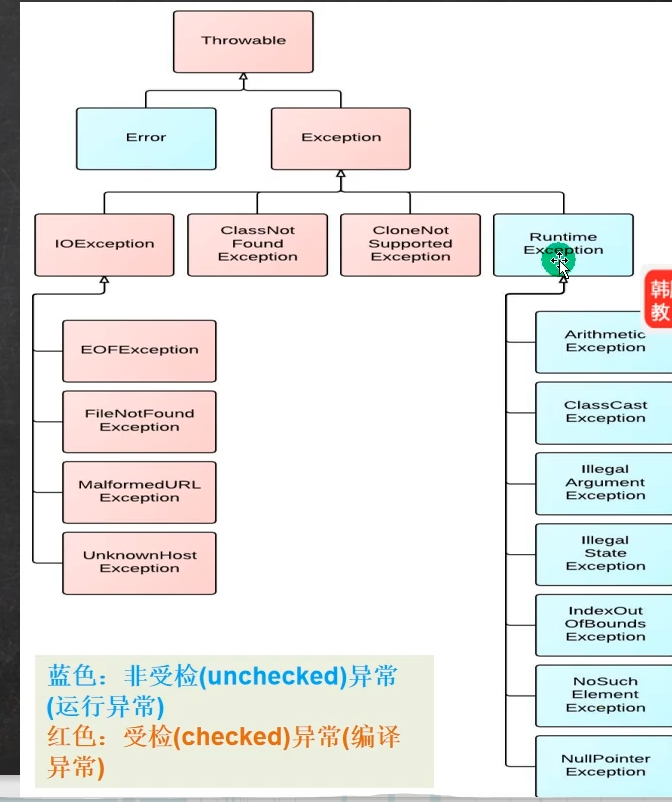 Throwable
Error
Exception
IOException
ClassNot
Found
Exception
CloneNot
Supported
Exception
Runtime
Exception
EOFException
FileNotFound
Exception
MalformedURL
Exception
UnknownHost
Exception
Arithmetic
Exception
ClassCast
Exception
Illegal
Argument
Exception
Illegal
State
Exception
IndexOut
OfBounds
Exception
NoSuch
Element
Exception
NullPointer
Exception
韩
教
蓝色：非受检(unchecked)异常
(运行异常)
红色：受检(checked)异常(编译
异常)